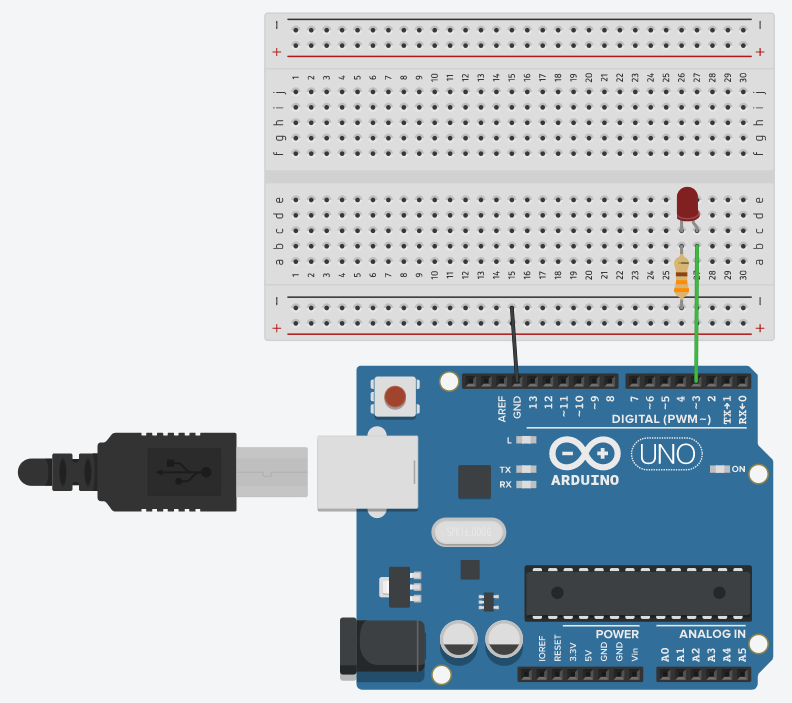 − −
+ +
1 2 3 4 5 6 7 8 9 10 11 12 13 14 15 16 17 18 19 20 21 22 23 24 25 26 27 28 29 30
j j
i i
h h
g g
f f
e e
d d
c c
b b
a a
1 2 3 4 5 6 7 8 9 10 11 12 13 14 15 16 17 18 19 20 21 22 23 24 25 26 28 29 30
− −
+ +
AREF GND 13 12 ~11 ~10 ~9 8 7 ~6 ~5 4 ~3 2 TX→1 RX←0
DIGITAL (PWM~)
L
TX
RX
UNO
ON
ARDUINO
POWER ANALOG IN
IOREF RESET 3.3V 5V GND GND Vin A0 A1 A2 A3 A4 A5